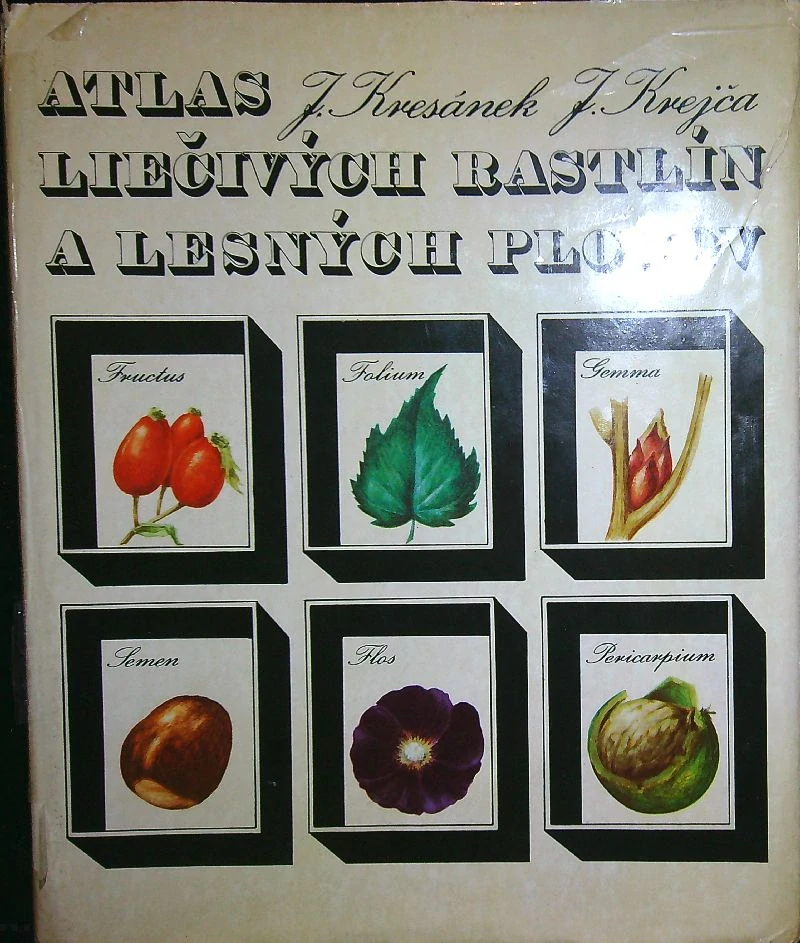 ATLAS J. Kresánek J. Krejča
LIEČIVÝCH RASTLÍN
A LESNÝCH
Fructus
Folium
Gemma
Semen
Flos
Pericarpium